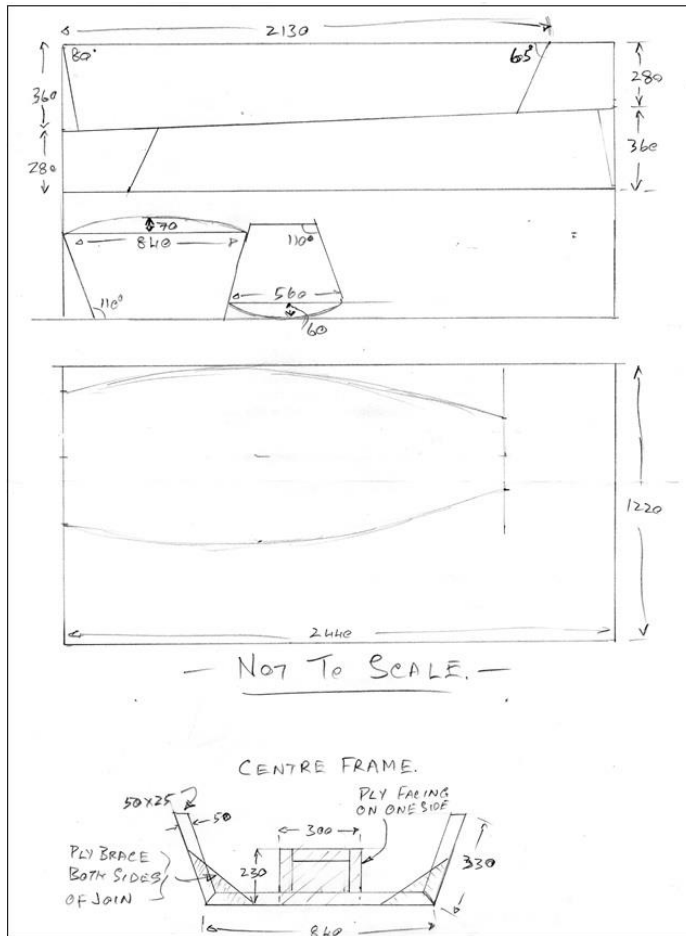 2130
80°
65°
360
280
280
360
70
840
110°
110°
560
60
1220
2440
- NOT TO SCALE. -
CENTRE FRAME.
50X25
50
300
PLY FACING
ON ONE SIDE
PLY BRACE
BOTH SIDES
OF JOIN
230
330
840